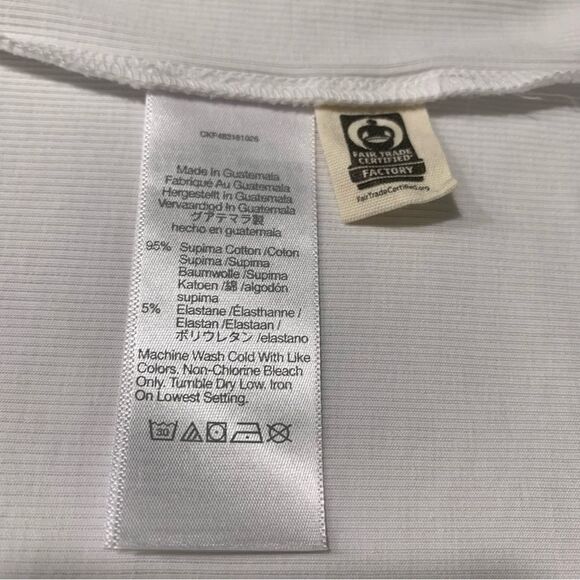 CKF483181026
Made In Guatemala
Fabriqué Au Guatemala
Hergestellt in Guatemala
Vervaardiod In Guatemala
グアテマラ製
hecho en guatemala
95% Supima Cotton /Coton
Supima /Supima
Baumwolle /Supima
Katoen /綿 /algodón
supima
5% Elastane /Élasthanne /
Elastan /Elastaan /
ポリウレタン /elastano
Machine Wash Cold With Like
Colors. Non-Chlorine Bleach
Only. Tumble Dry Low. Iron
On Lowest Setting.
30
FAIR TRADE
CERTIFIED
FACTORY
FairTradeCertified.org